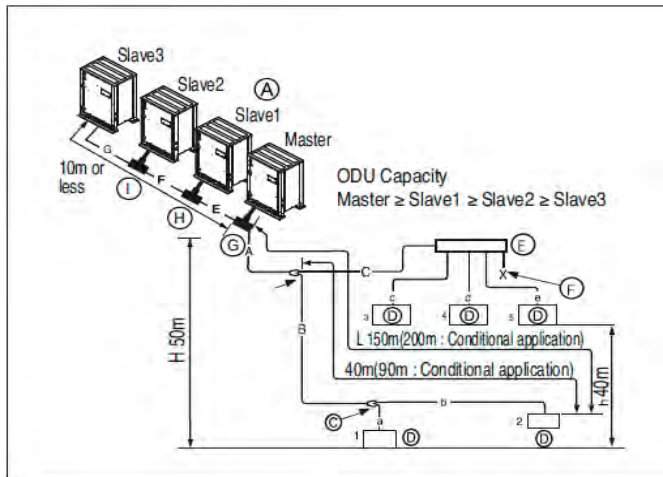 Slave3
Slave2
Ⓐ
Slave1
Master
G
10m or
less
Ⓘ
F
ODU Capacity
Master ≥ Slave1 ≥ Slave2 ≥ Slave3
Ⓗ
E
Ⓖ
A
Ⓔ
C
X
Ⓕ
c
d
e
3
Ⓓ
4
Ⓓ
5
Ⓓ
B
H 50m
L 150m(200m : Conditional application)
40m(90m : Conditional application)
h 40m
b
Ⓒ
a
2
1
Ⓓ
Ⓓ